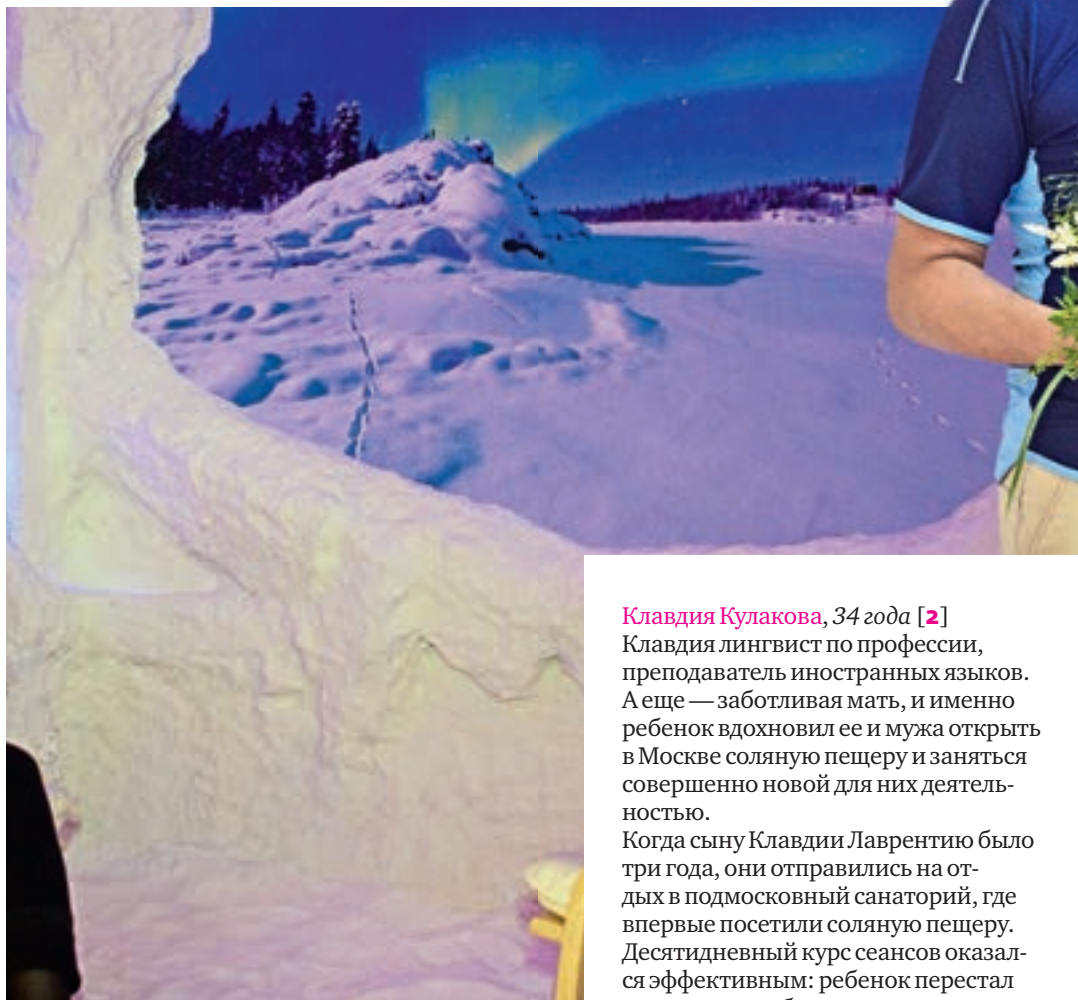 Клавдия Кулакова, 34 года [2]
Клавдия лингвист по профессии,
преподаватель иностранных языков.
А еще — заботливая мать, и именно
ребенок вдохновил ее и мужа открыть
в Москве соляную пещеру и заняться
совершенно новой для них деятель-
ностью.
Когда сыну Клавдии Лаврентию было
три года, они отправились на от-
дых в подмосковный санаторий, где
впервые посетили соляную пещеру.
Десятидневный курс сеансов оказал-
ся эффективным: ребенок перестал